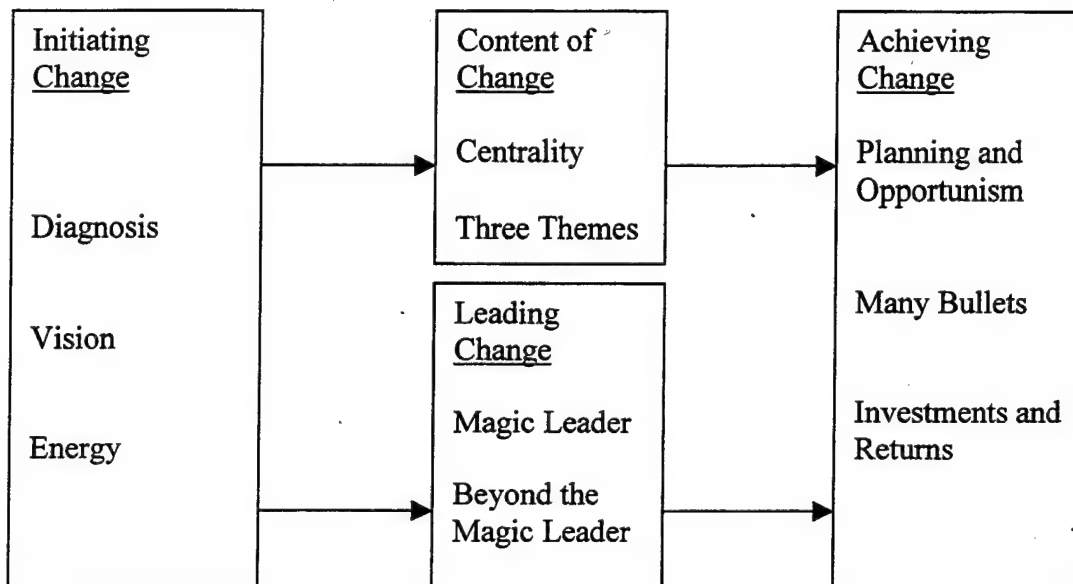 Initiating
Change
Diagnosis
Vision
Energy
Content of
Change
Centrality
Three Themes
Leading
Change
Magic Leader
Beyond the
Magic Leader
Achieving
Change
Planning and
Opportunism
Many Bullets
Investments and
Returns